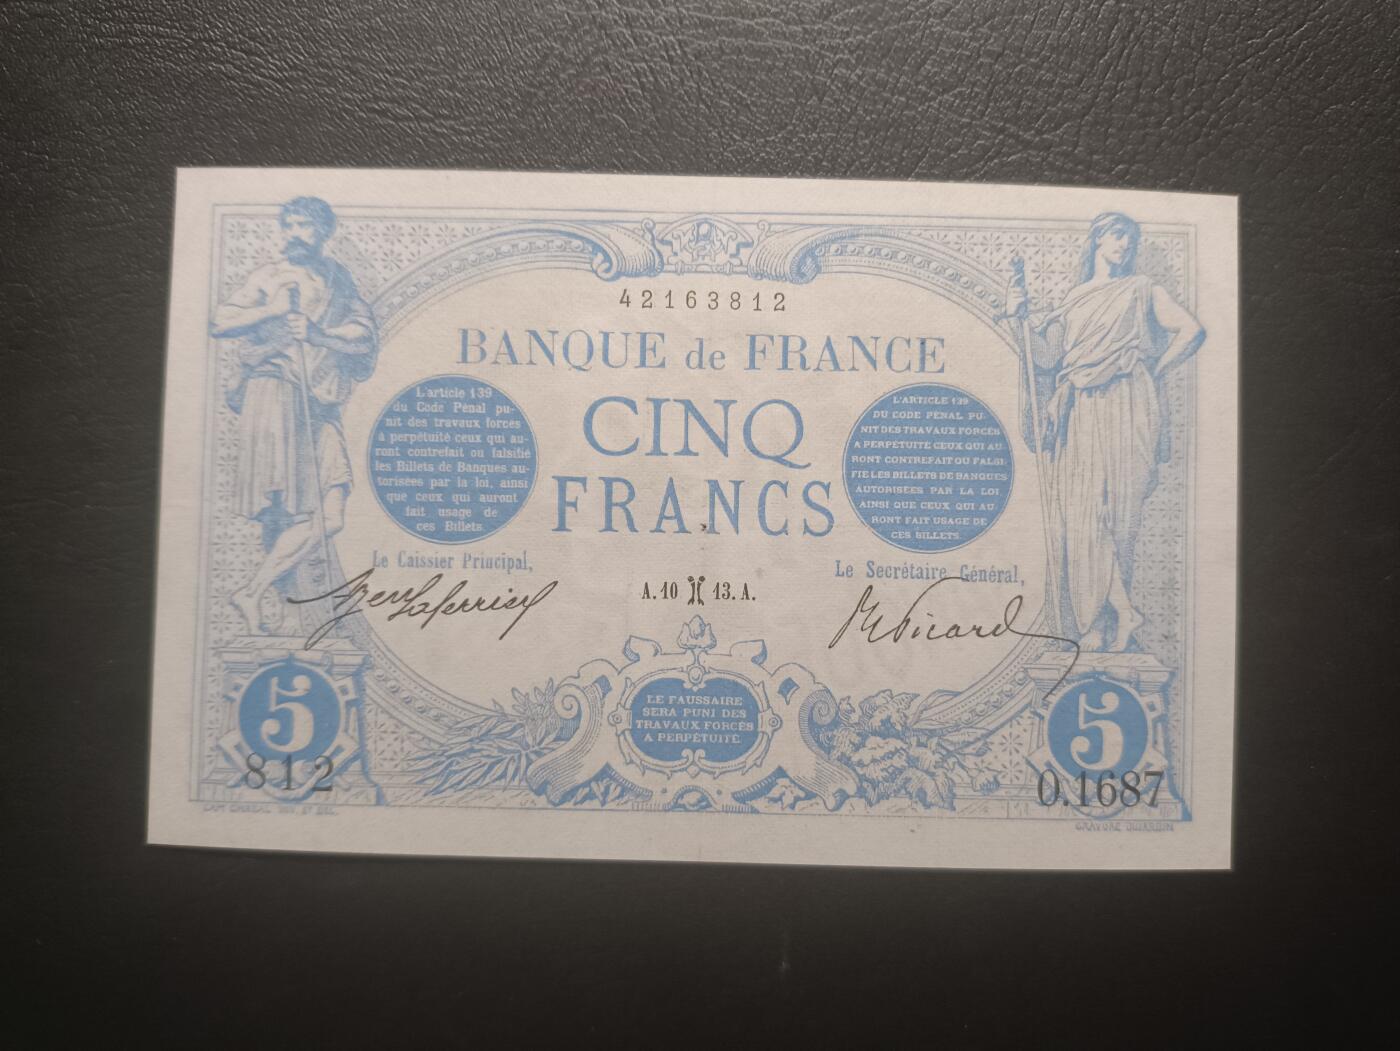 42163812
BANQUE de FRANCE
CINQ
FRANCS
L'article 139
du Code Pénal pu-
nit des travaux forcés
à perpétuité ceux qui au-
ront contrefait ou falsifié
les Billets de Banques au-
torisées par la loi, ainsi
que ceux qui auront
fait usage de
ces Billets.
L'ARTICLE 139
DU CODE PÉNAL PU-
NIT DES TRAVAUX FORCÉS
A PERPÉTUITÉ CEUX QUI AU-
RONT CONTREFAIT OU FALSI-
FIÉ LES BILLETS DE BANQUES
AUTORISÉES PAR LA LOI
AINSI QUE CEUX QUI AU
RONT FAIT USAGE DE
CES BILLETS.
Le Caissier Principal,
A.10 13.A.
Le Secrétaire Général,
Picard
5
812
LE FAUSSAIRE
SERA PUNI DES
TRAVAUX FORCÉS
A PERPÉTUITÉ.
5
O.1687
GRAVURE DUJARDIN